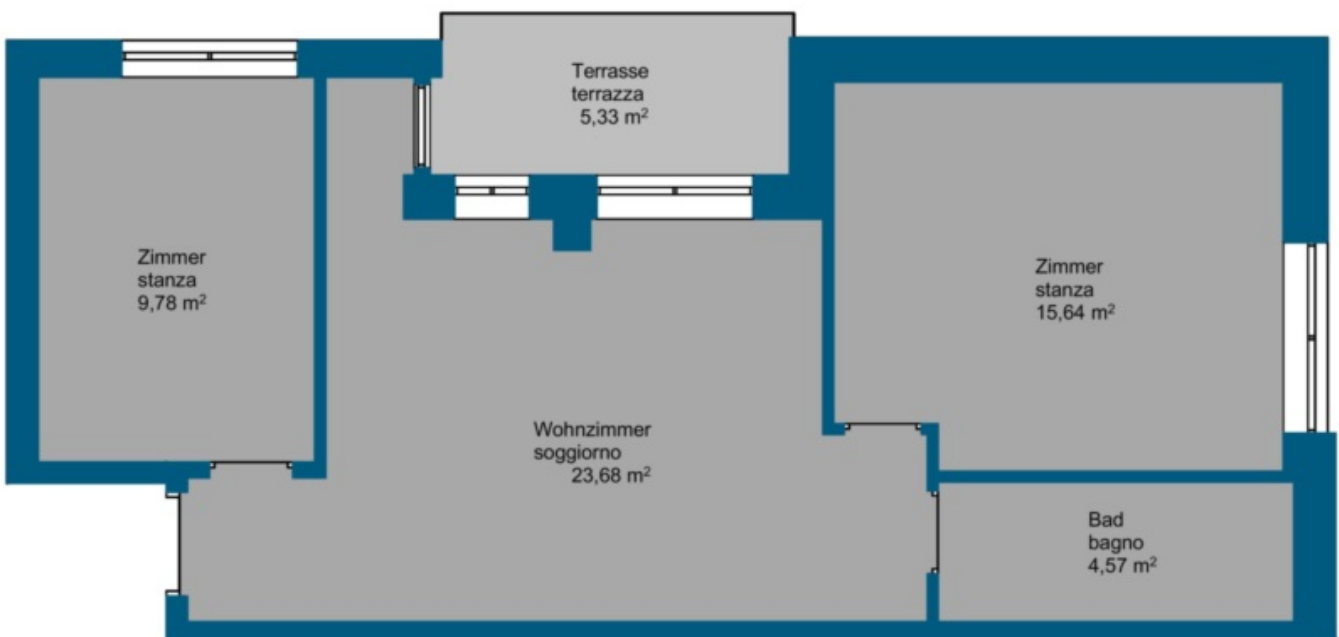 Terrasse
terrazza
5,33 m²
Zimmer
stanza
9,78 m²
Zimmer
stanza
15,64 m²
Wohnzimmer
soggiorno
23,68 m²
Bad
bagno
4,57 m²